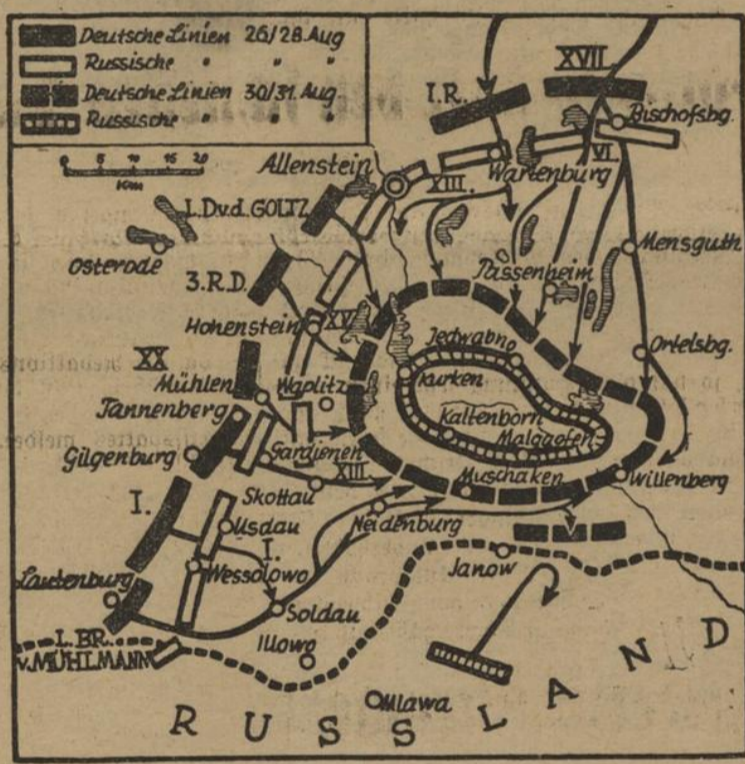 Deutsche Linien 26/28. Aug
Russische " " "
Deutsche Linien 30/31. Aug
Russische " " "
0 5 10 15 20
Km
XVII.
I.R.
Bischofsbg.
VI.
Wartenburg
Allenstein
XIII.
L.Dv.d.GOLTZ
Osterode
Mensguth
Passenheim
3.R.D.
Hohenstein
XV.
Jedwabno
Ortelsbg.
XX
Mühlen
Waplitz
Kurken
Tannenberg
Kaltenborn
Malgaofen
Gilgenburg
Gardienen
XIII
Muschaken
Willenberg
Skottau
I.
Usdau
Neidenburg
I.
Wessolowo
Janow
Lautenburg
Soldau
L.BR.
v.MÜHLMANN
Illowo
Mlawa
RUSSLAND